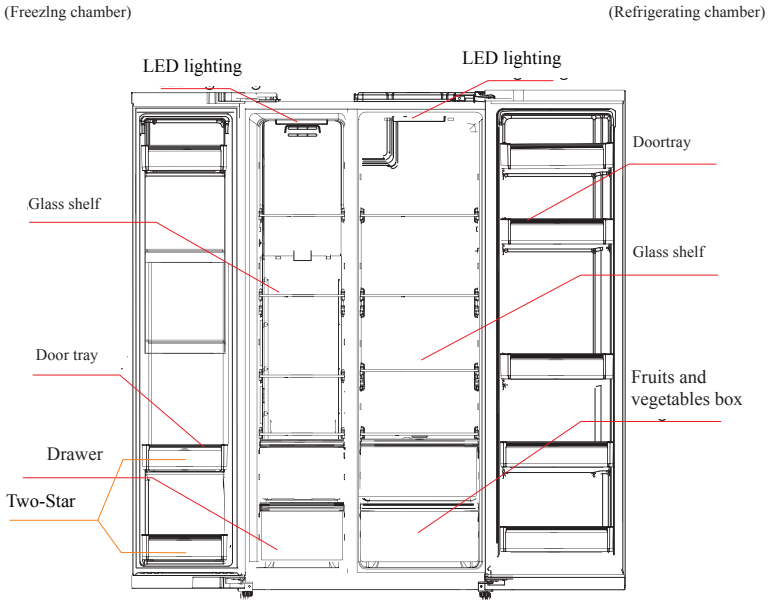 (Freezlng chamber)
(Refrigerating chamber)
LED lighting
LED lighting
Doortray
Glass shelf
Glass shelf
Door tray
Fruits and
vegetables box
Drawer
Two-Star